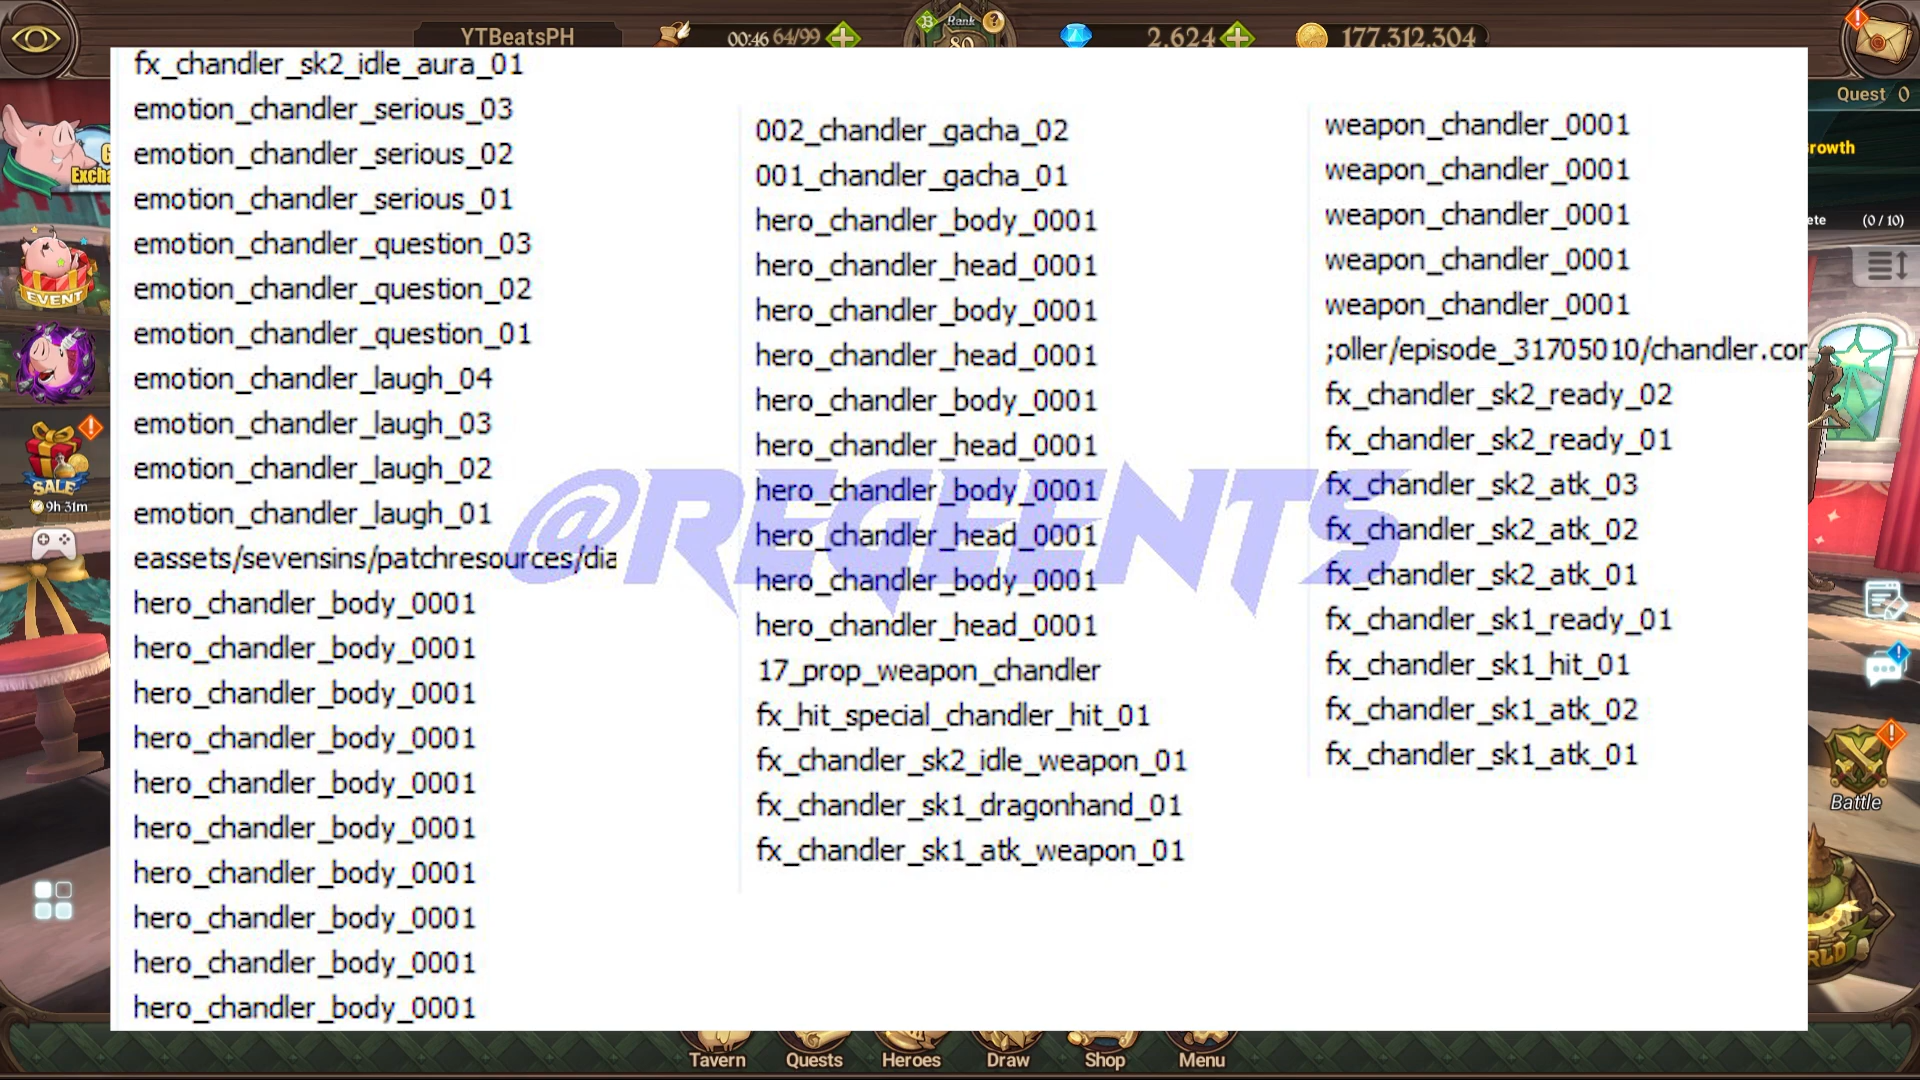 YTBeatsPH
00:46 64/99
Rank
80
2,624
177,312,304
Quest 0
fx_chandler_sk2_idle_aura_01
emotion_chandler_serious_03
emotion_chandler_serious_02
emotion_chandler_serious_01
emotion_chandler_question_03
emotion_chandler_question_02
emotion_chandler_question_01
emotion_chandler_laugh_04
emotion_chandler_laugh_03
emotion_chandler_laugh_02
emotion_chandler_laugh_01
eassets/sevensins/patchresources/dia
hero_chandler_body_0001
hero_chandler_body_0001
hero_chandler_body_0001
hero_chandler_body_0001
hero_chandler_body_0001
hero_chandler_body_0001
hero_chandler_body_0001
hero_chandler_body_0001
hero_chandler_body_0001
hero_chandler_body_0001
002_chandler_gacha_02
001_chandler_gacha_01
hero_chandler_body_0001
hero_chandler_head_0001
hero_chandler_body_0001
hero_chandler_head_0001
hero_chandler_body_0001
hero_chandler_head_0001
hero_chandler_body_0001
hero_chandler_head_0001
hero_chandler_body_0001
hero_chandler_head_0001
17_prop_weapon_chandler
fx_hit_special_chandler_hit_01
fx_chandler_sk2_idle_weapon_01
fx_chandler_sk1_dragonhand_01
fx_chandler_sk1_atk_weapon_01
weapon_chandler_0001
weapon_chandler_0001
weapon_chandler_0001
weapon_chandler_0001
weapon_chandler_0001
;oller/episode_31705010/chandler.cor
fx_chandler_sk2_ready_02
fx_chandler_sk2_ready_01
fx_chandler_sk2_atk_03
fx_chandler_sk2_atk_02
fx_chandler_sk2_atk_01
fx_chandler_sk1_ready_01
fx_chandler_sk1_hit_01
fx_chandler_sk1_atk_02
fx_chandler_sk1_atk_01
@REGEENTS
Excha
EVENT
SALE
9h 31m
rowth
ete (0/10)
Battle
RLD
Tavern
Quests
Heroes
Draw
Shop
Menu